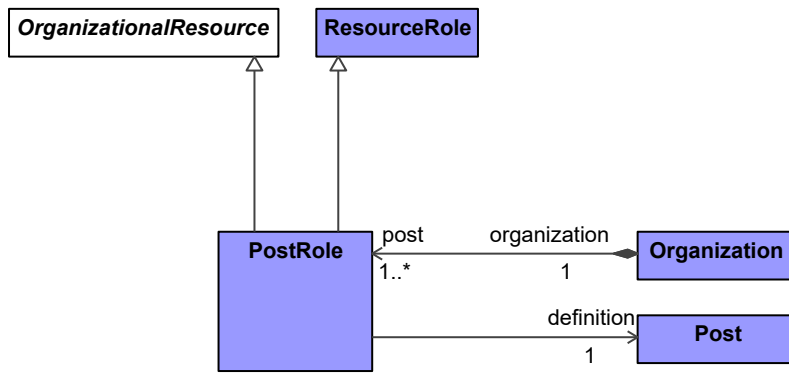 OrganizationalResource
ResourceRole
PostRole
post
organization
Organization
1..*
1
definition
Post
1